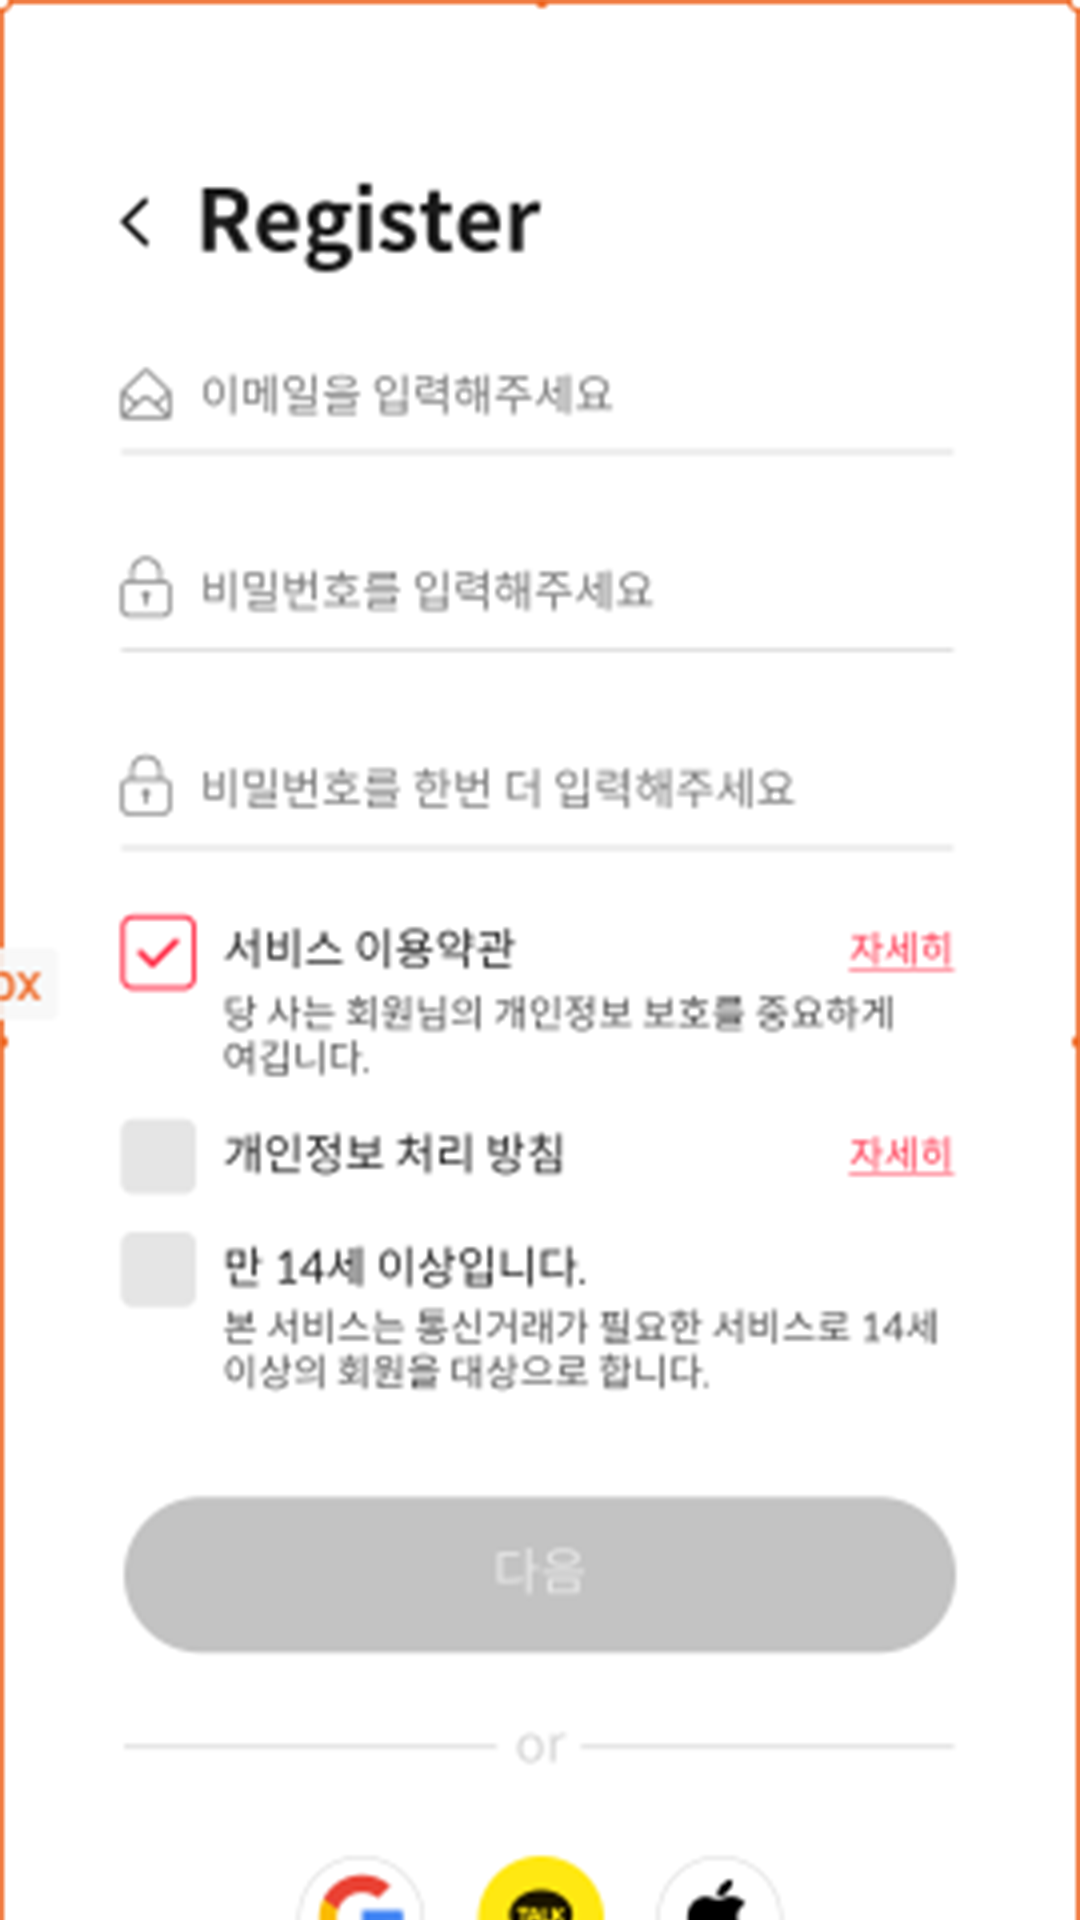 Register
이메일을 입력해주세요
비밀번호를 입력해주세요
비밀번호를 한번 더 입력해주세요
서비스 이용약관 자세히
px
당 사는 회원님의 개인정보 보호를 중요하게
여깁니다.
개인정보 처리 방침 자세히
만 14세 이상입니다.
본 서비스는 통신거래가 필요한 서비스로 14세
이상의 회원을 대상으로 합니다.
다음
or
TALK